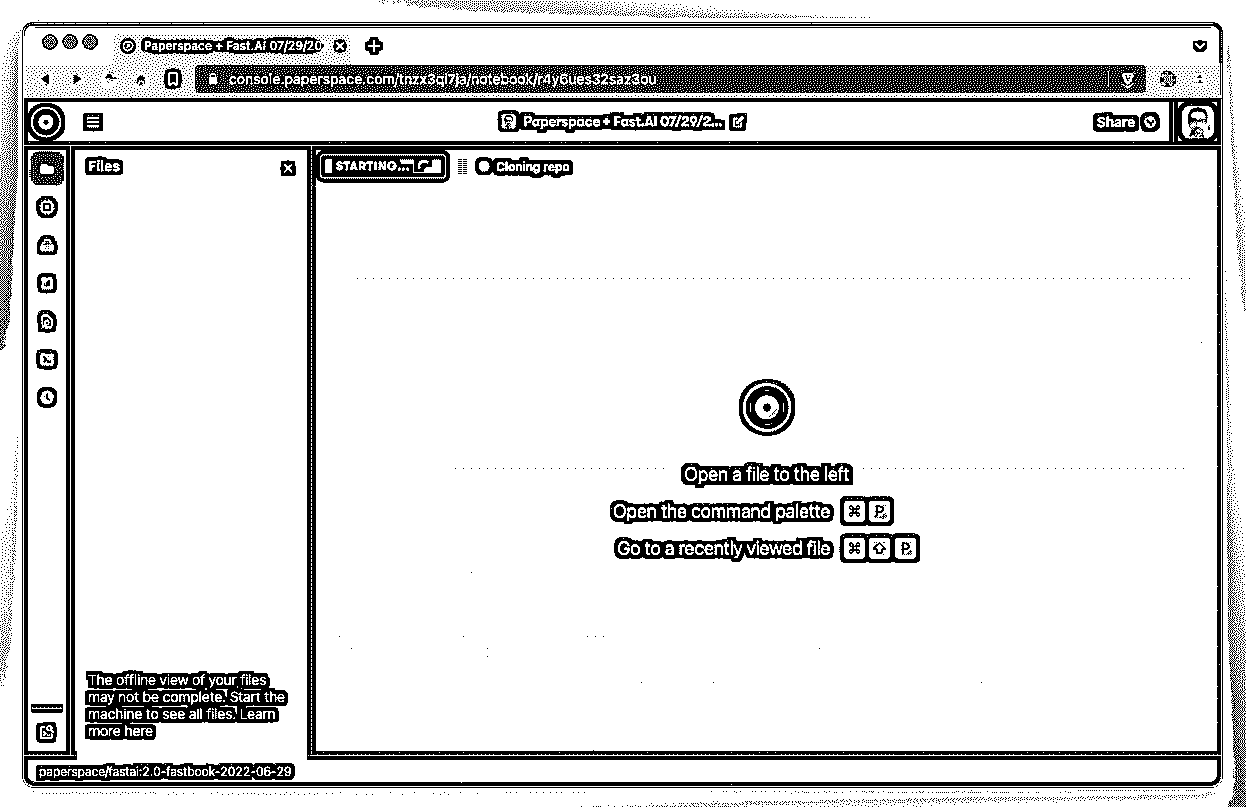 Paperspace + Fast.AI 07/29/20
console.paperspace.com/tnzx3cj7ja/notebook/r4y6ues32saz3ou
Paperspace + Fast.AI 07/29/2...
Share
Files
STARTING...
Cloning repo
Open a file to the left
Open the command palette ⌘ P
Go to a recently viewed file ⌘ ⇧ P
The offline view of your files
may not be complete. Start the
machine to see all files. Learn
more here
paperspace/fastai:2.0-fastbook-2022-06-29